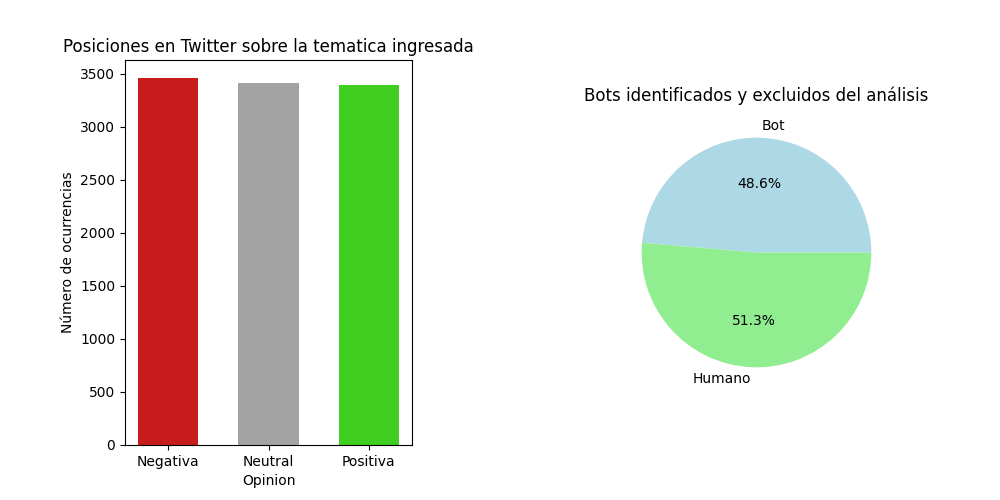 Posiciones en Twitter sobre la tematica ingresada
3500
3000
2500
2000
1500
1000
500
0
Número de ocurrencias
Negativa
Neutral
Positiva
Opinion
Bots identificados y excluidos del análisis
Bot
48.6%
51.3%
Humano